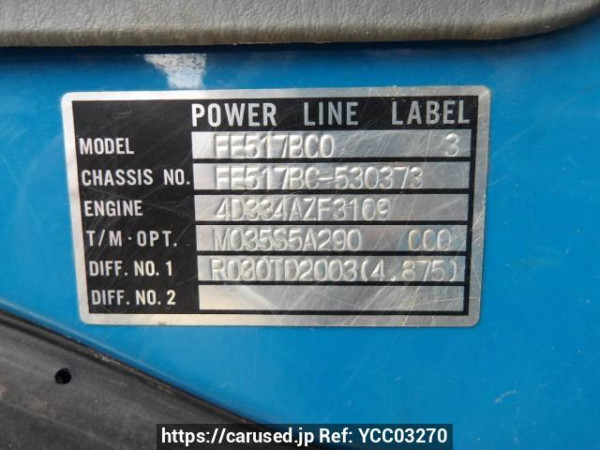 POWER LINE LABEL
MODEL FE517BC0 3
CHASSIS NO. FE517BC-530373
ENGINE 4D334AZF3109
T/M·OPT. M035S5A290 000
DIFF. NO. 1 R030TD2003(4.875)
DIFF. NO. 2
https://carused.jp Ref: YCC03270